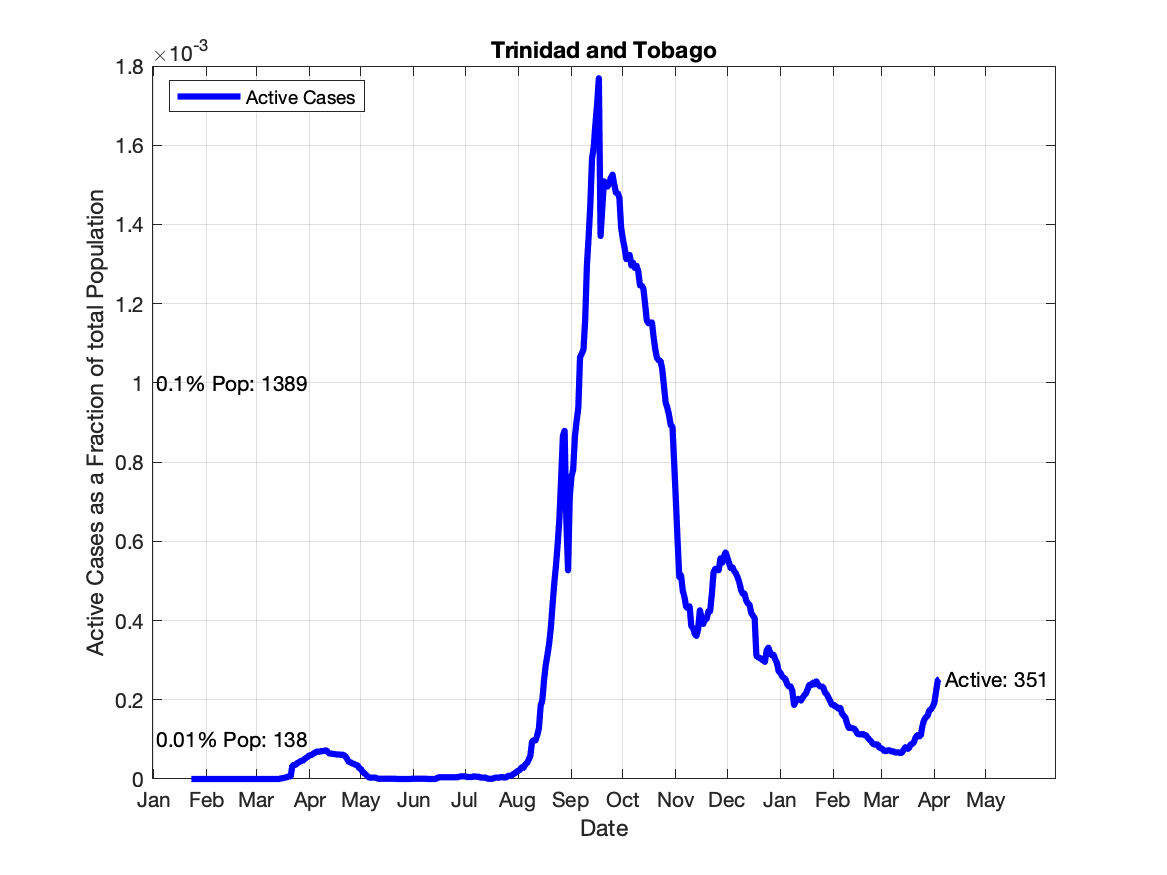 ×10-3
Trinidad and Tobago
Active Cases
1.8
1.6
1.4
1.2
1
0.8
0.6
0.4
0.2
0
0.1% Pop: 1389
0.01% Pop: 138
Active: 351
Active Cases as a Fraction of total Population
Jan Feb Mar Apr May Jun Jul Aug Sep Oct Nov Dec Jan Feb Mar Apr May
Date